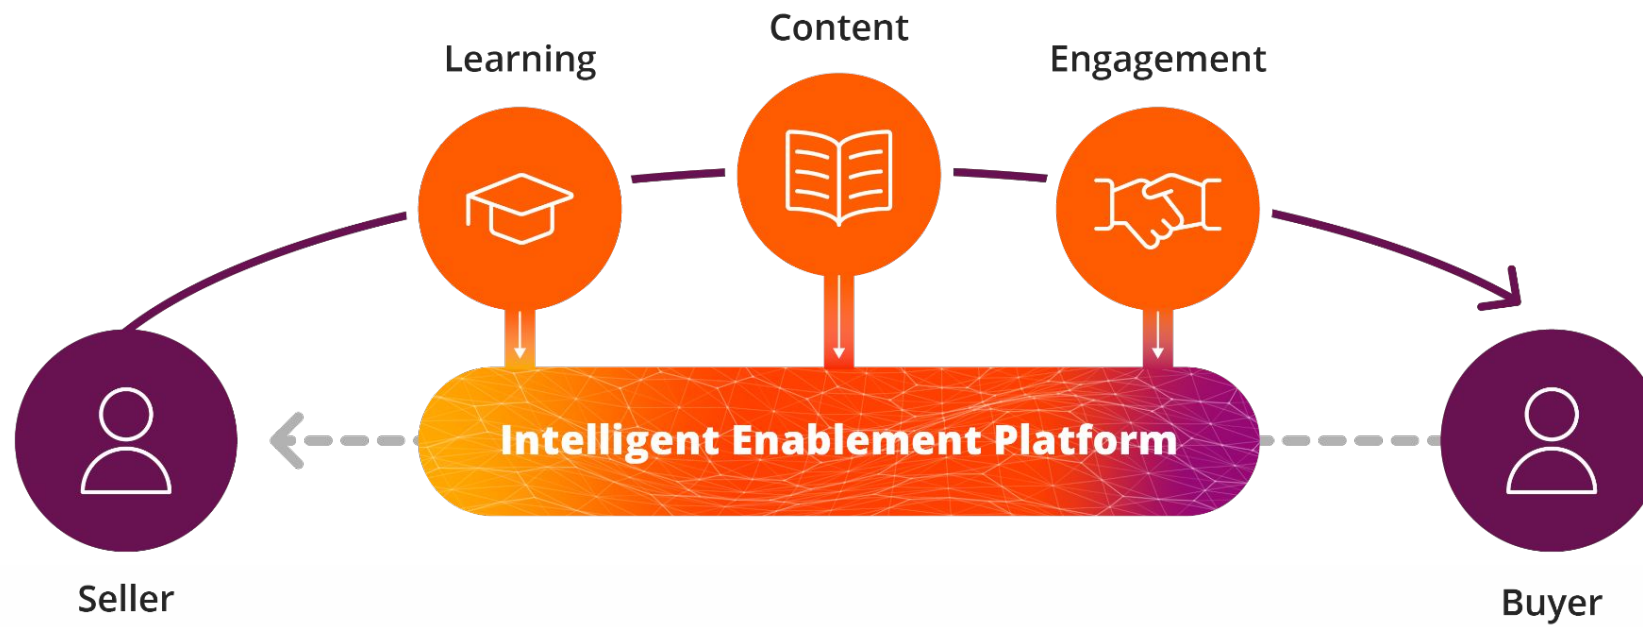 Learning
Content
Engagement
Intelligent Enablement Platform
Seller
Buyer